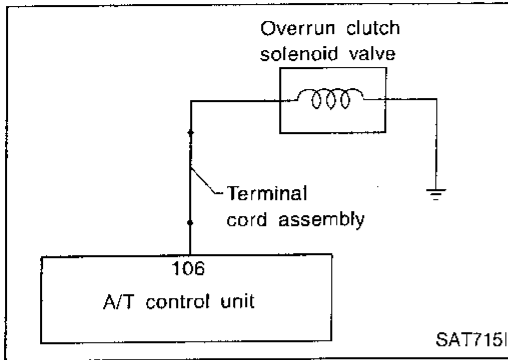 Overrun clutch
solenoid valve
Terminal
cord assembly
106
A/T control unit
SAT715I